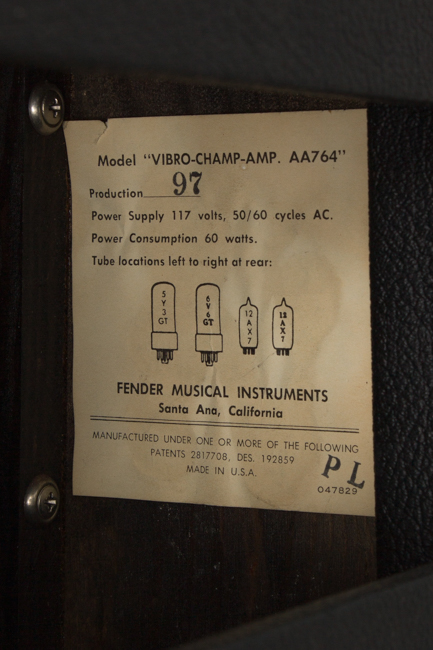 Model "VIBRO-CHAMP-AMP. AA764"
Production 97
Power Supply 117 volts, 50/60 cycles AC.
Power Consumption 60 watts.
Tube locations left to right at rear:
5Y3GT 6V6GT 12AX7 12AX7
FENDER MUSICAL INSTRUMENTS
Santa Ana, California
MANUFACTURED UNDER ONE OR MORE OF THE FOLLOWING
PATENTS 2817708, DES. 192859
MADE IN U.S.A.
PL
047829